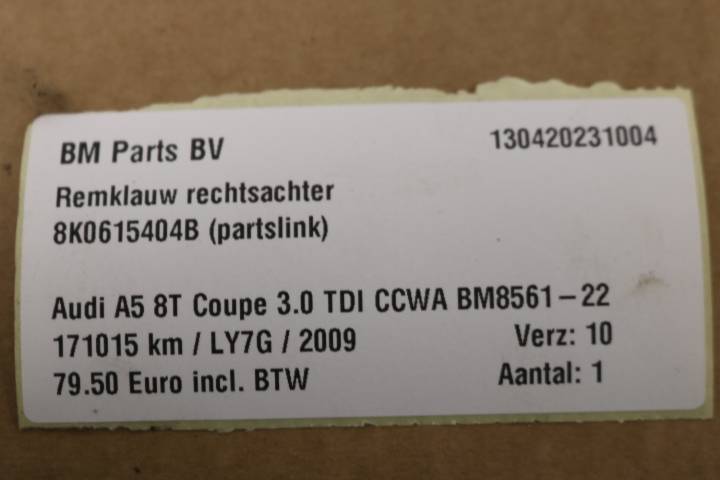 BM Parts BV 130420231004
Remklauw rechtsachter
8K0615404B (partslink)
Audi A5 8T Coupe 3.0 TDI CCWA BM8561-22
171015 km / LY7G / 2009 Verz: 10
79.50 Euro incl. BTW Aantal: 1